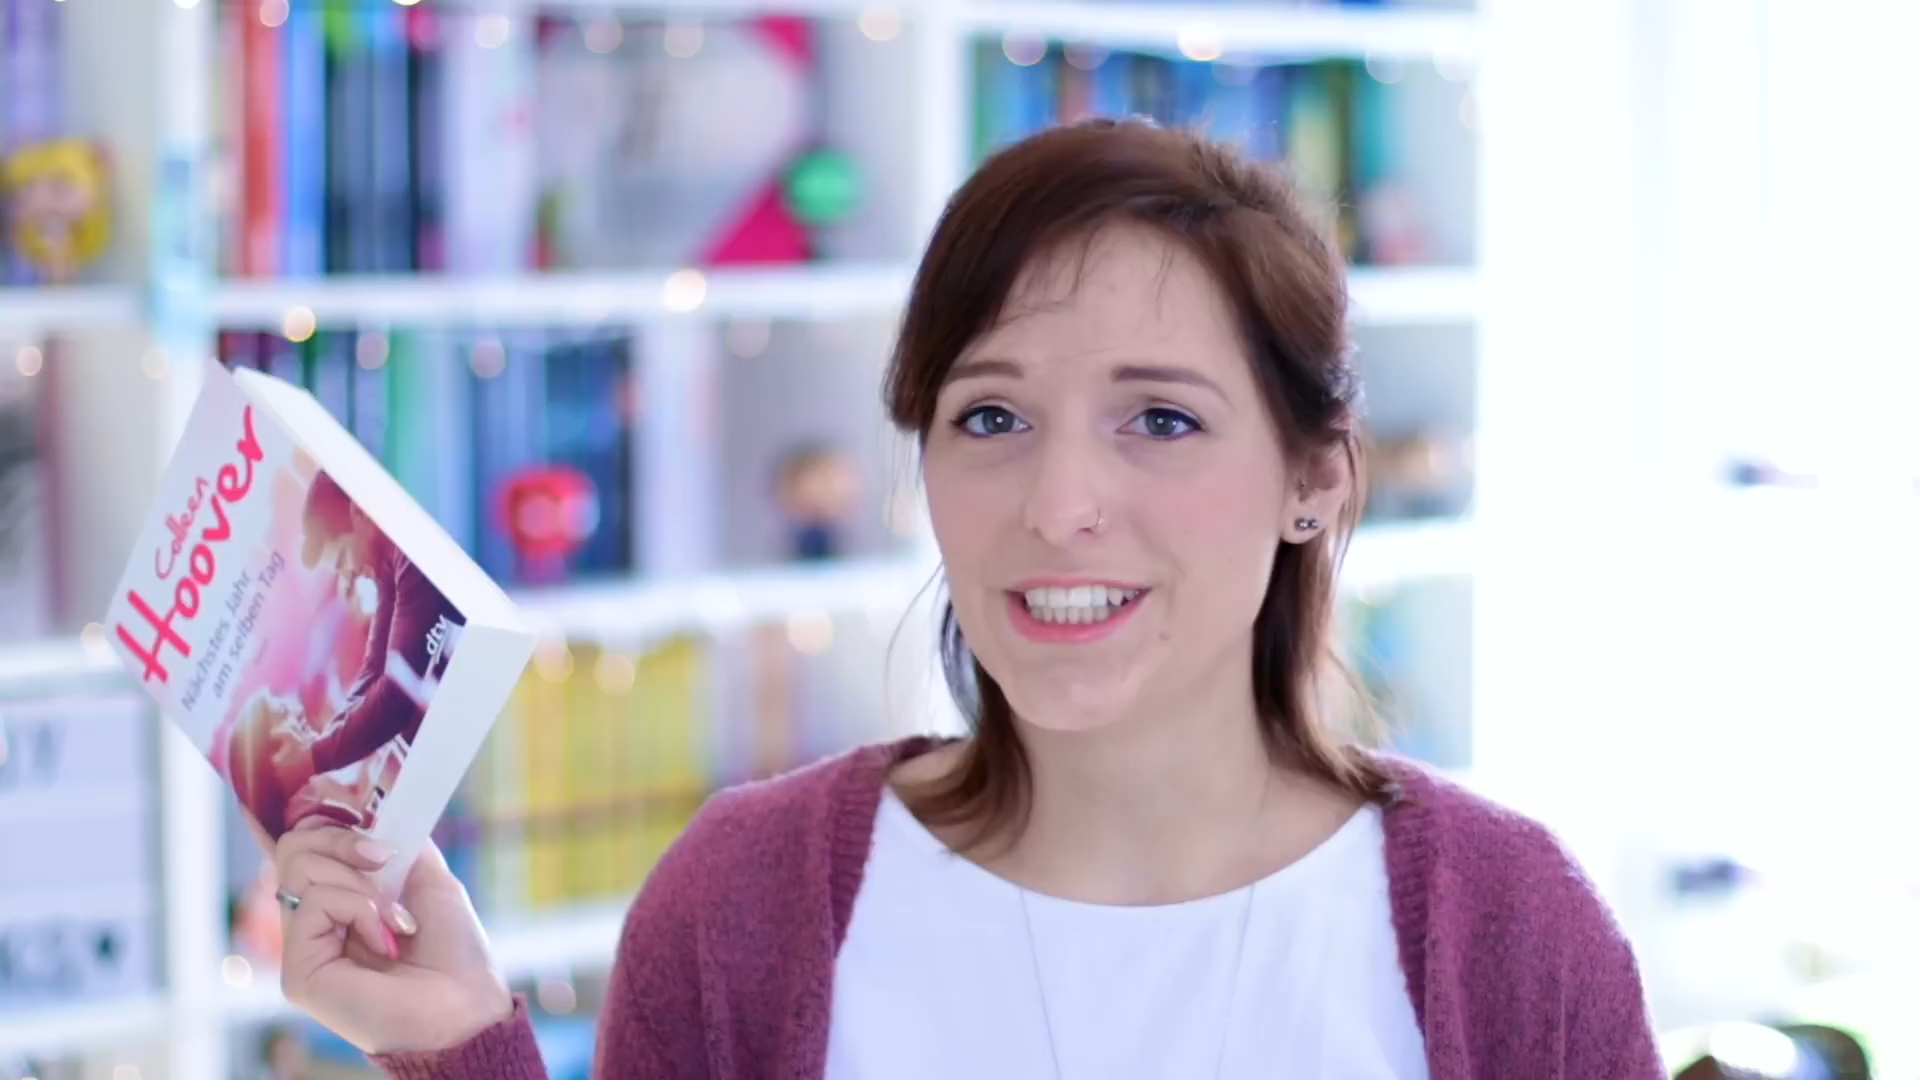 Colleen
Hoover
Nächstes Jahr
am selben Tag
dtv